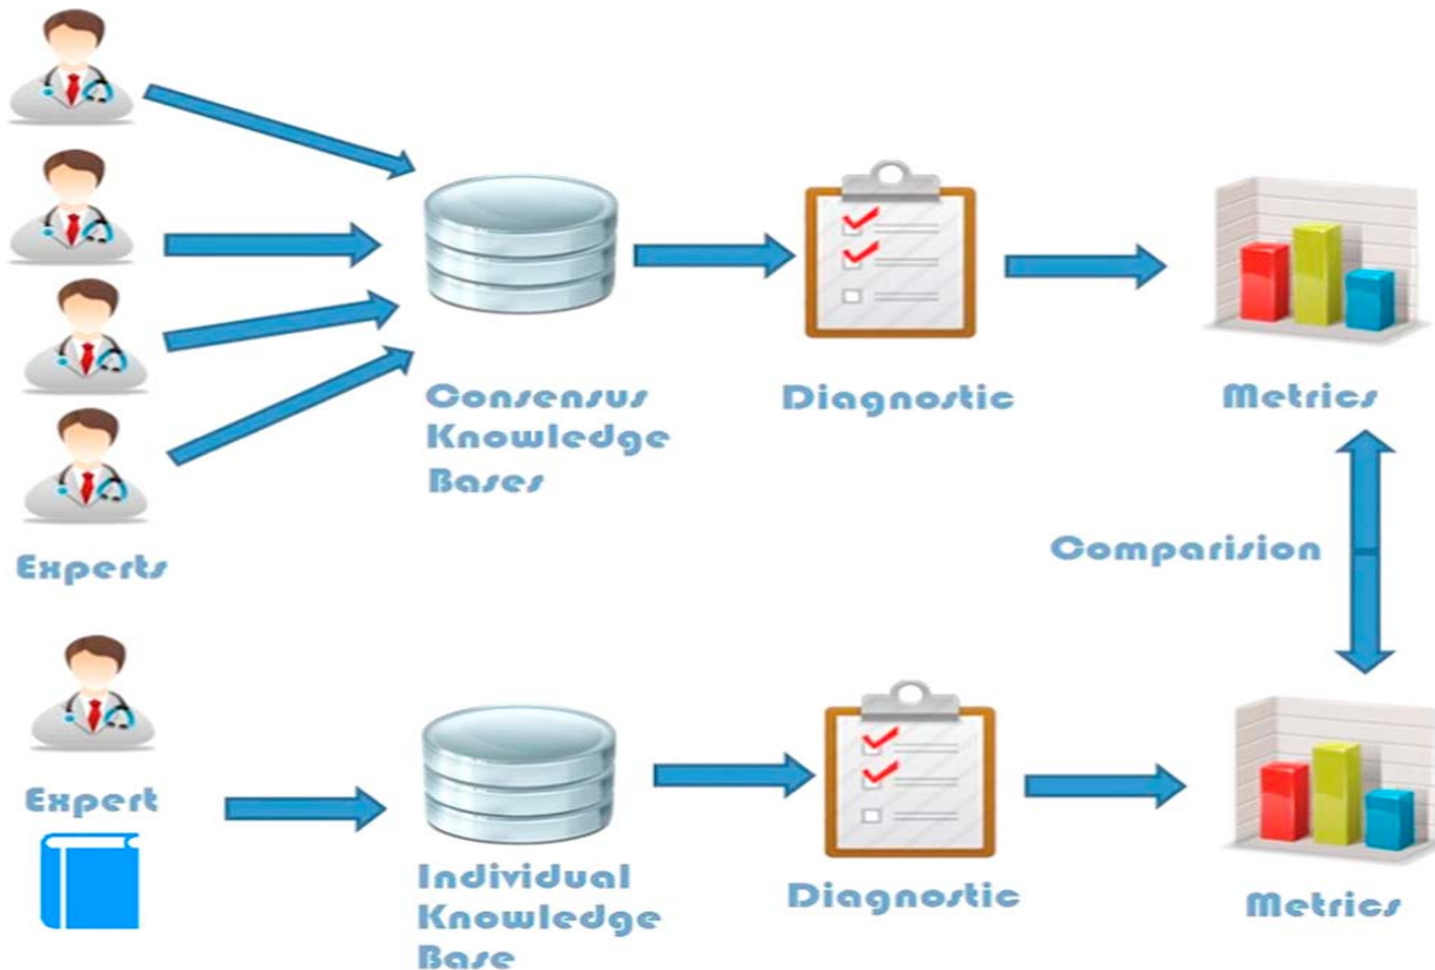 Consensus
Knowledge
Bases
Diagnostic
Metrics
Experts
Comparision
Expert
Individual
Knowledge
Base
Diagnostic
Metrics